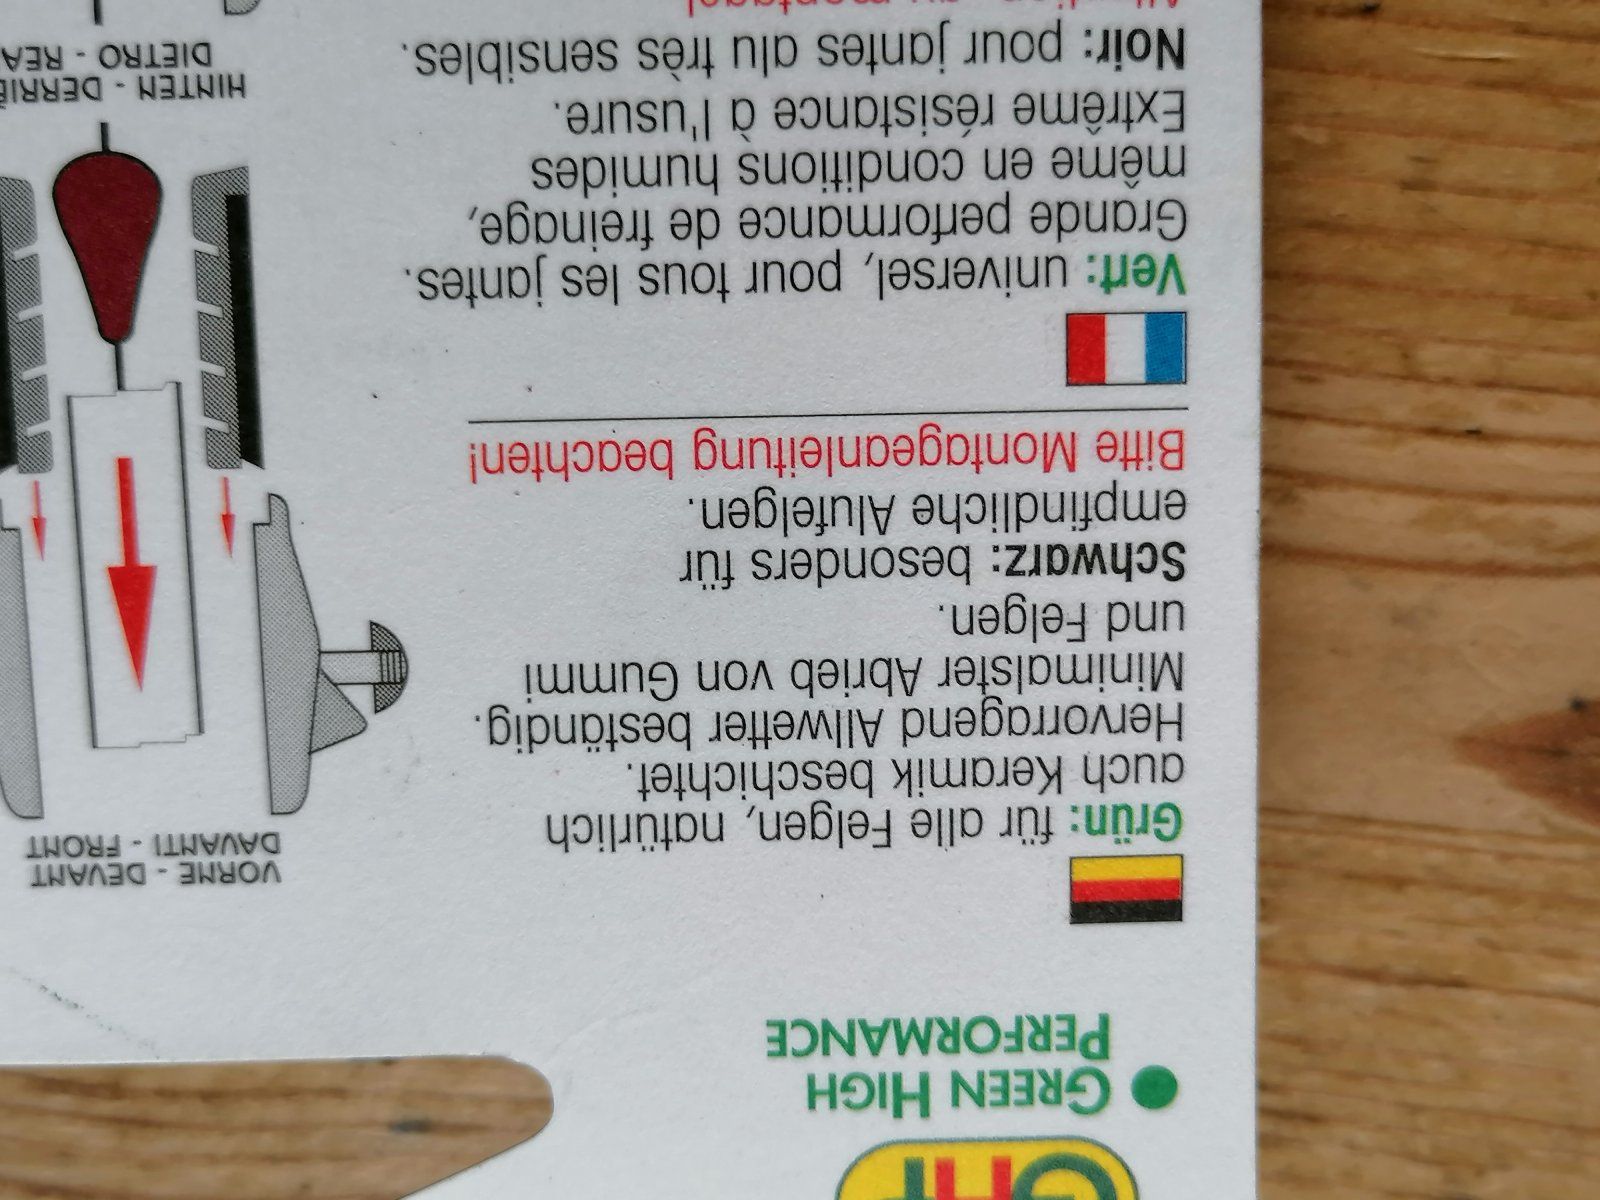 GHP
● GREEN HIGH
PERFORMANCE
Grün: für alle Felgen, natürlich
auch Keramik beschichtet.
Hervorragend Allwetter beständig.
Minimalster Abrieb von Gummi
und Felgen.
Schwarz: besonders für
empfindliche Alufelgen.
Bitte Montageanleitung beachten!
Vert: universel, pour tous les jantes.
Grande performance de freinage,
même en conditions humides
Extrême résistance à l'usure.
Noir: pour jantes alu très sensibles.
VORNE - DEVANT
DAVANTI - FRONT
HINTEN - DERRIÈ
DIETRO - REA